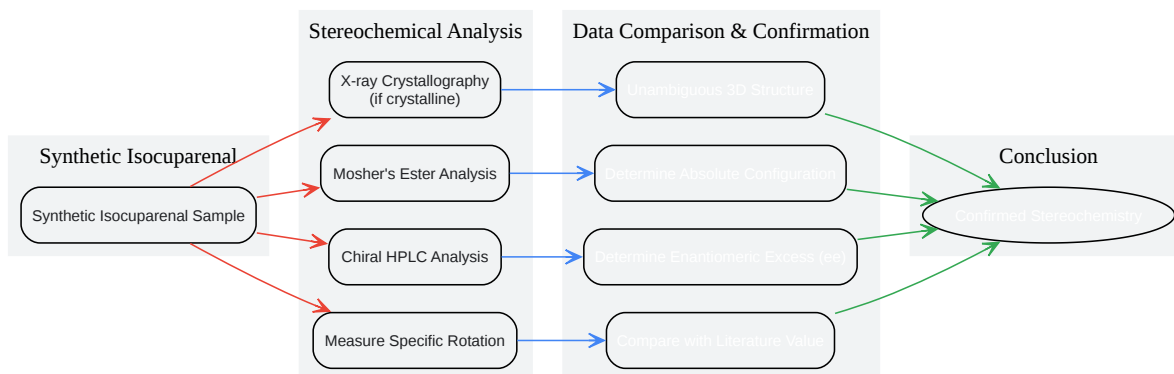 Synthetic Isocuparenal
Synthetic Isocuparenal Sample
Stereochemical Analysis
X-ray Crystallography
(if crystalline)
Mosher's Ester Analysis
Chiral HPLC Analysis
Measure Specific Rotation
Data Comparison & Confirmation
Unambiguous 3D Structure
Determine Absolute Configuration
Determine Enantiomeric Excess (ee)
Compare with Literature Value
Conclusion
Confirmed Stereochemistry